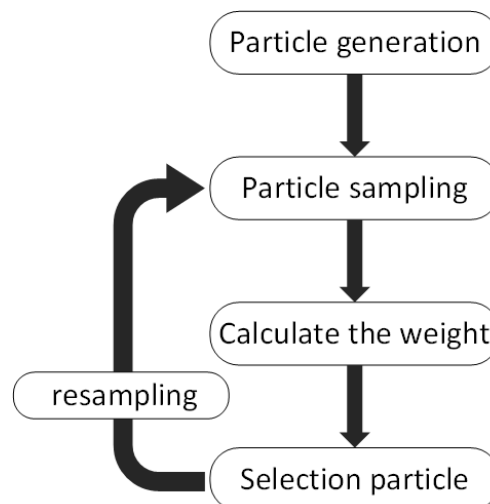 Particle generation
Particle sampling
Calculate the weight
resampling
Selection particle